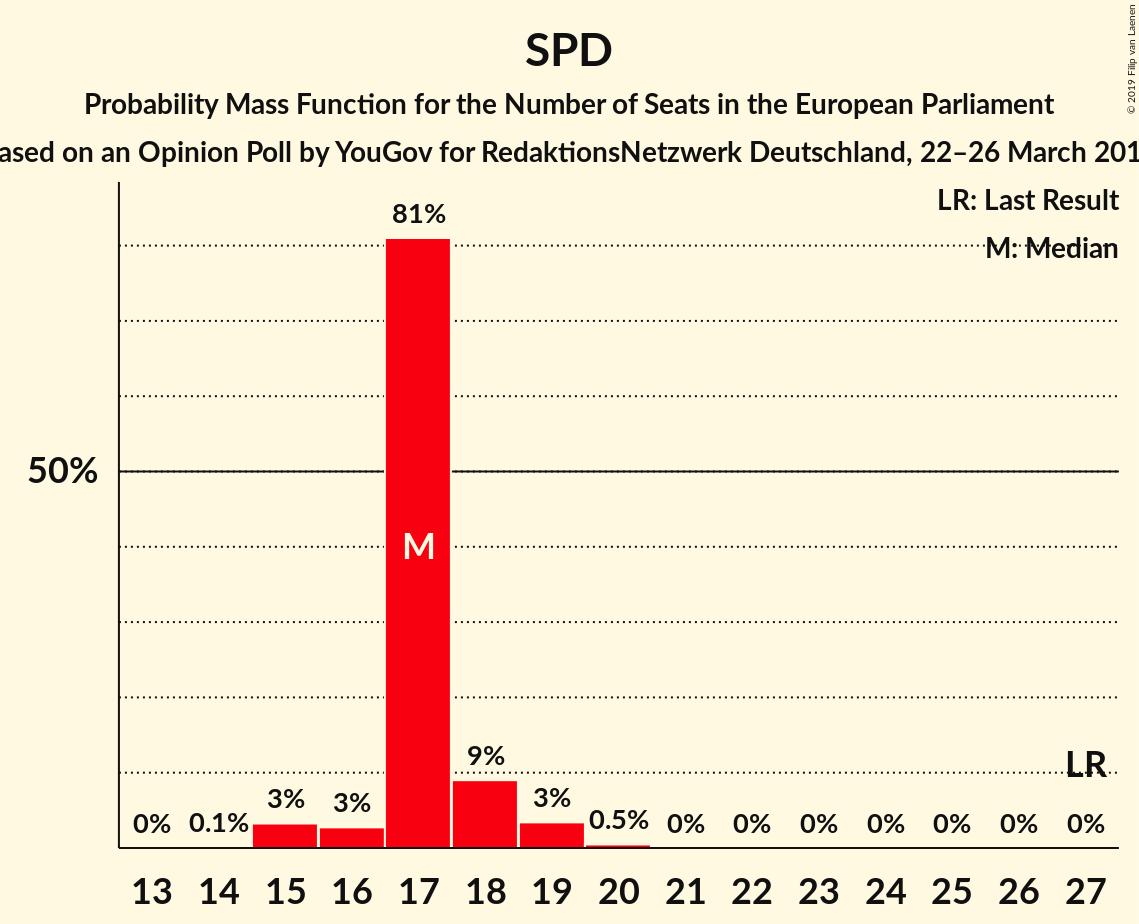 SPD
Probability Mass Function for the Number of Seats in the European Parliament
ased on an Opinion Poll by YouGov for RedaktionsNetzwerk Deutschland, 22–26 March 201
© 2019 Filip van Laenen
LR: Last Result
M: Median
81%
50%
M
9%
LR
3%
3%
3%
0%
0.1%
0.5%
0%
0%
0%
0%
0%
0%
0%
13 14 15 16 17 18 19 20 21 22 23 24 25 26 27